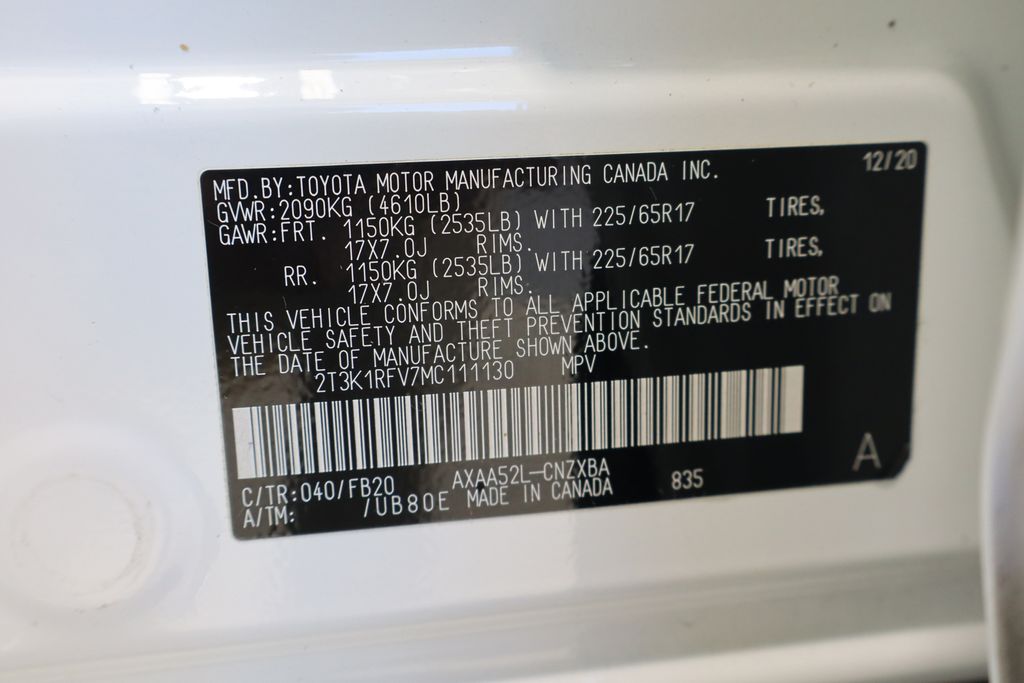 12/20
MFD.BY:TOYOTA MOTOR MANUFACTURING CANADA INC.
GVWR:2090KG (4610LB)
GAWR:FRT. 1150KG (2535LB) WITH 225/65R17 TIRES,
17X7.0J RIMS.
RR. 1150KG (2535LB) WITH 225/65R17 TIRES,
17X7.0J RIMS.
THIS VEHICLE CONFORMS TO ALL APPLICABLE FEDERAL MOTOR
VEHICLE SAFETY AND THEFT PREVENTION STANDARDS IN EFFECT ON
THE DATE OF MANUFACTURE SHOWN ABOVE.
2T3K1RFV7MC111130 MPV
C/TR:040/FB20 AXAA52L-CNZXBA 835
A/TM: /UB80E MADE IN CANADA
A